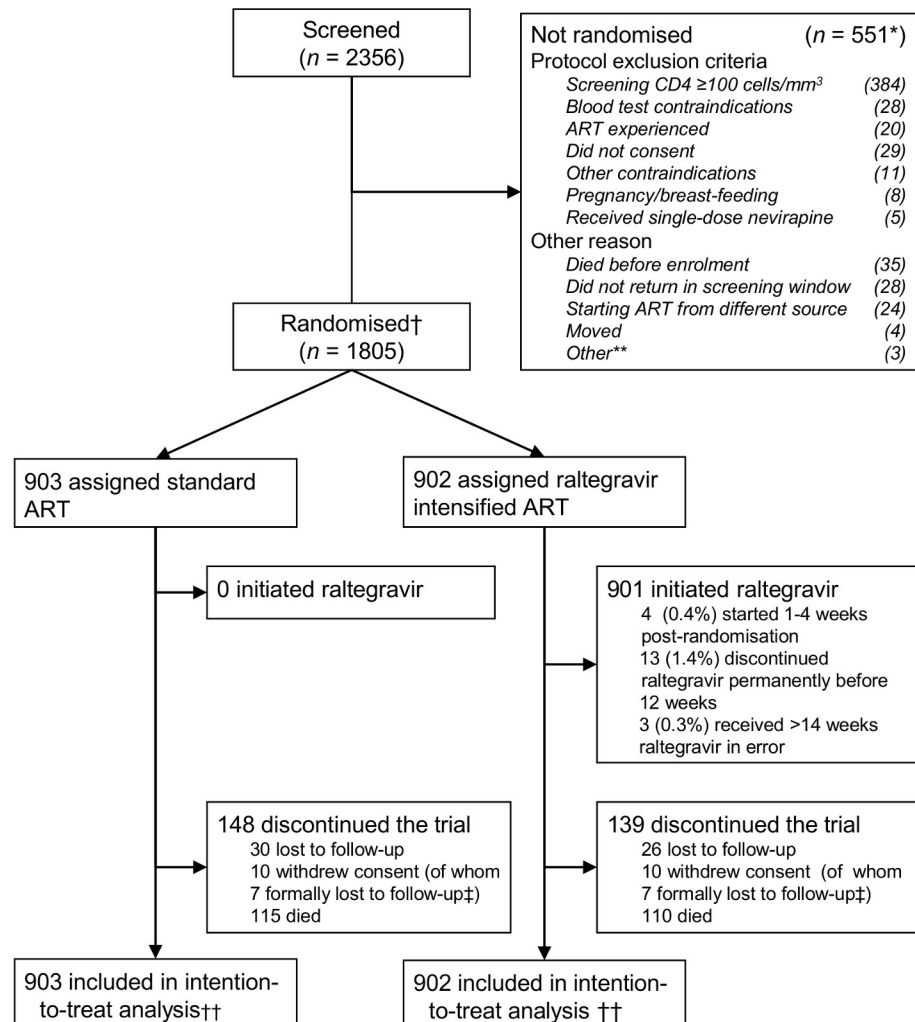 Screened
(n = 2356)
Not randomised (n = 551*)
Protocol exclusion criteria
Screening CD4 ≥100 cells/mm³ (384)
Blood test contraindications (28)
ART experienced (20)
Did not consent (29)
Other contraindications (11)
Pregnancy/breast-feeding (8)
Received single-dose nevirapine (5)
Other reason
Died before enrolment (35)
Did not return in screening window (28)
Starting ART from different source (24)
Moved (4)
Other** (3)
Randomised†
(n = 1805)
903 assigned standard
ART
902 assigned raltegravir
intensified ART
0 initiated raltegravir
901 initiated raltegravir
4 (0.4%) started 1-4 weeks
post-randomisation
13 (1.4%) discontinued
raltegravir permanently before
12 weeks
3 (0.3%) received >14 weeks
raltegravir in error
148 discontinued the trial
30 lost to follow-up
10 withdrew consent (of whom
7 formally lost to follow-up‡)
115 died
139 discontinued the trial
26 lost to follow-up
10 withdrew consent (of whom
7 formally lost to follow-up‡)
110 died
903 included in intention-
to-treat analysis††
902 included in intention-
to-treat analysis ††